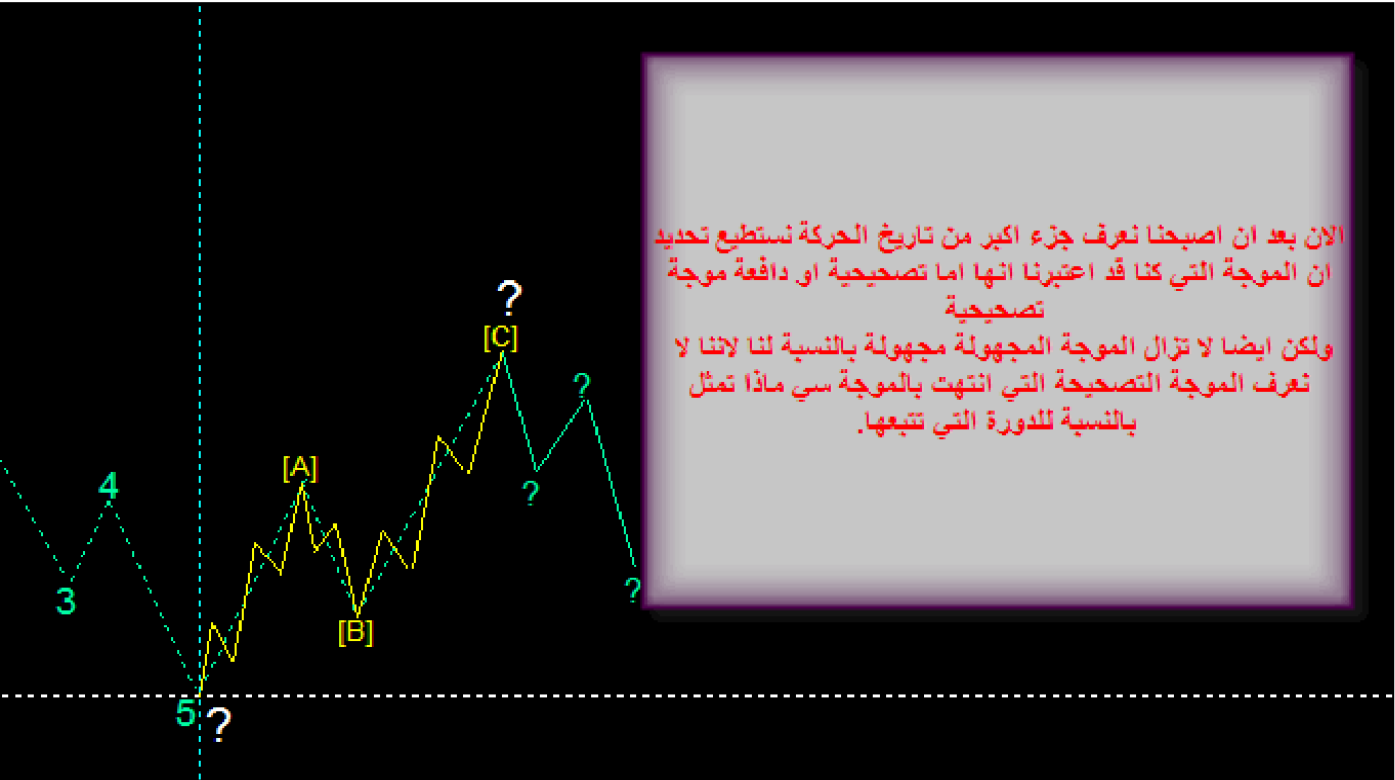 الان بعد ان اصبحنا نعرف جزء اكبر من تاريخ الحركة نستطيع تحديد
ان الموجة التي كنا قد اعتبرنا انها اما تصحيحية او دافعة موجة
تصحيحية
ولكن ايضا لا تزال الموجة المجهولة مجهولة بالنسبة لنا لاننا لا
نعرف الموجة التصحيحة التي انتهت بالموجة سي ماذا تمثل
بالنسبة للدورة التي تتبعها.
?
[C]
?
[A]
4
?
3
?
[B]
5
?